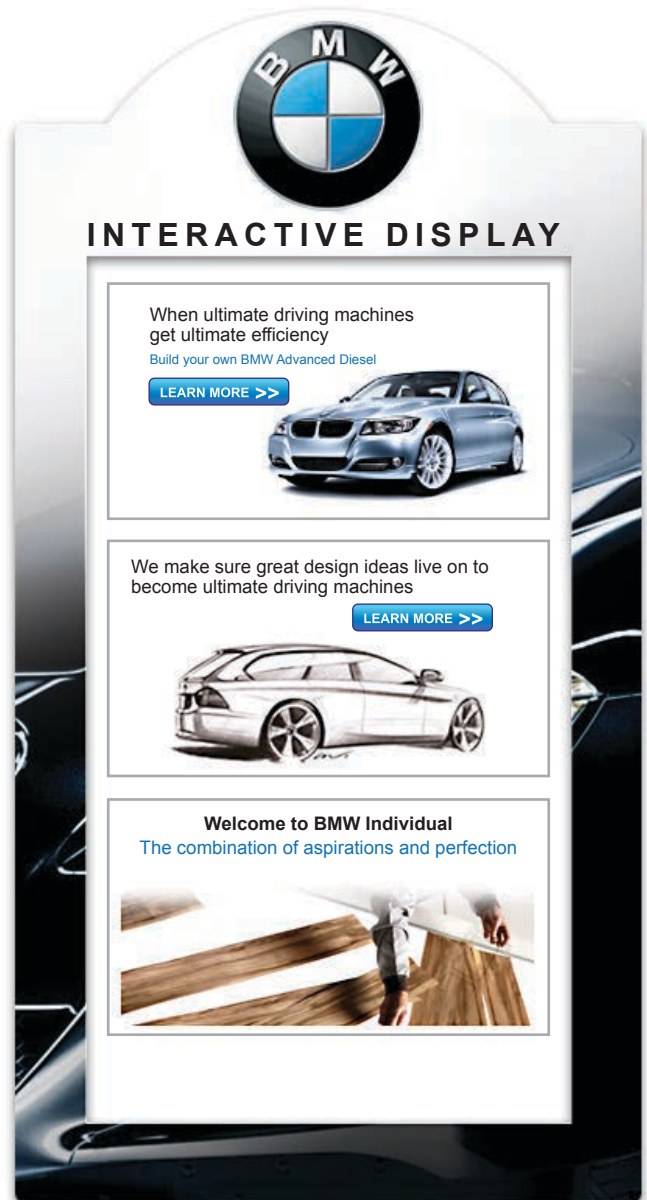 BMW
INTERACTIVE DISPLAY
When ultimate driving machines
get ultimate efficiency
Build your own BMW Advanced Diesel
LEARN MORE >>
We make sure great design ideas live on to
become ultimate driving machines
LEARN MORE >>
Welcome to BMW Individual
The combination of aspirations and perfection